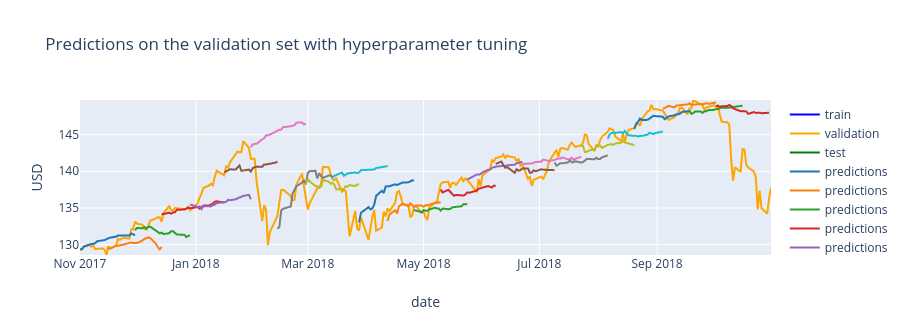 Predictions on the validation set with hyperparameter tuning
USD
145
140
135
130
Nov 2017
Jan 2018
Mar 2018
May 2018
Jul 2018
Sep 2018
date
train
validation
test
predictions
predictions
predictions
predictions
predictions